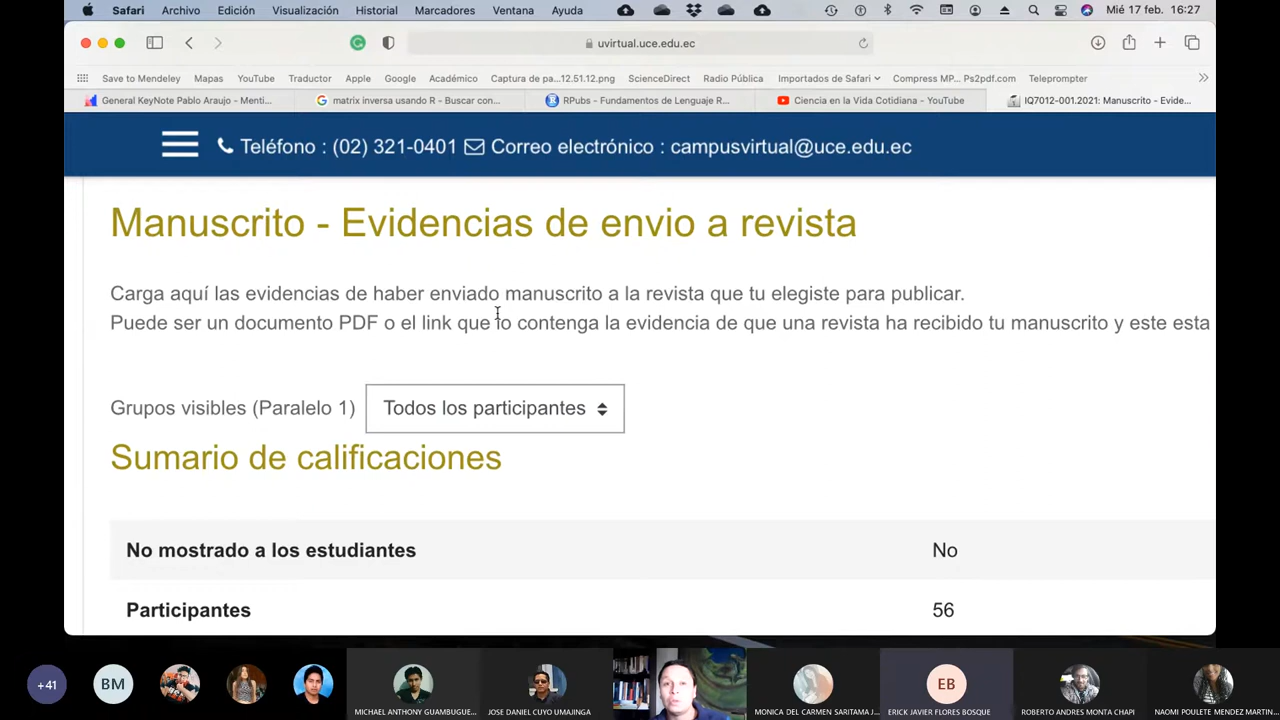 Safari Archivo Edición Visualización Historial Marcadores Ventana Ayuda Mié 17 feb. 16:27
uvirtual.uce.edu.ec
Save to Mendeley Mapas YouTube Traductor Apple Google Académico Captura de pa...12.51.12.png ScienceDirect Radio Pública Importados de Safari Compress MP... Ps2pdf.com Teleprompter
General KeyNote Pablo Araujo - Menti... matrix inversa usando R - Buscar con... RPubs - Fundamentos de Lenguaje R... Ciencia en la Vida Cotidiana - YouTube IQ7012-001.2021: Manuscrito - Evide...
Teléfono : (02) 321-0401 Correo electrónico : campusvirtual@uce.edu.ec
Manuscrito - Evidencias de envio a revista
Carga aquí las evidencias de haber enviado manuscrito a la revista que tu elegiste para publicar.
Puede ser un documento PDF o el link que lo contenga la evidencia de que una revista ha recibido tu manuscrito y este esta
Grupos visibles (Paralelo 1) Todos los participantes
Sumario de calificaciones
No mostrado a los estudiantes No
Participantes 56
+41 BM EB
MICHAEL ANTHONY GUAMBUGUE... JOSE DANIEL CUYO UMAJINGA MONICA DEL CARMEN SARITAMA J... ERICK JAVIER FLORES BOSQUE ROBERTO ANDRES MONTA CHAPI NAOMI POULETE MENDEZ MARTIN...